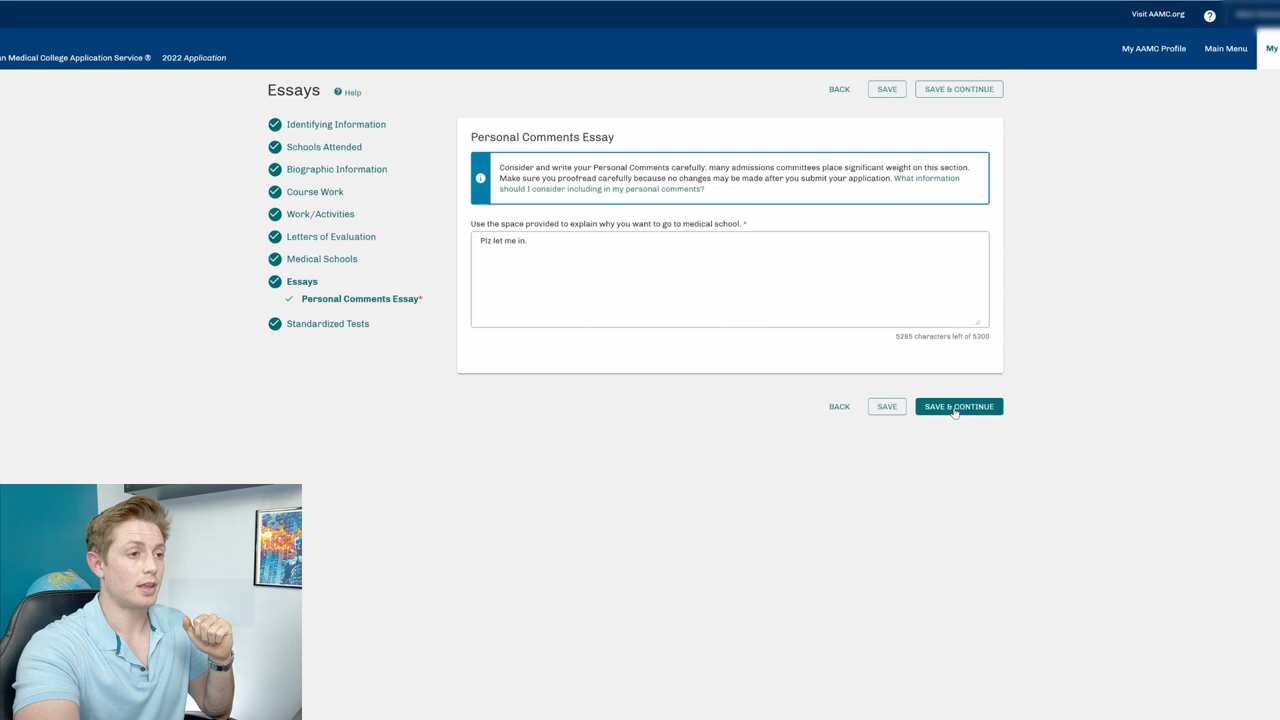 Visit AAMC.org
?
My AAMC Profile
Main Menu
My
an Medical College Application Service ® 2022 Application
Essays ? Help
BACK
SAVE
SAVE & CONTINUE
Identifying Information
Schools Attended
Biographic Information
Course Work
Work/Activities
Letters of Evaluation
Medical Schools
Essays
Personal Comments Essay*
Standardized Tests
Personal Comments Essay
Consider and write your Personal Comments carefully; many admissions committees place significant weight on this section.
Make sure you proofread carefully because no changes may be made after you submit your application. What information
should I consider including in my personal comments?
Use the space provided to explain why you want to go to medical school. *
Plz let me in.
5285 characters left of 5300
BACK
SAVE
SAVE & CONTINUE